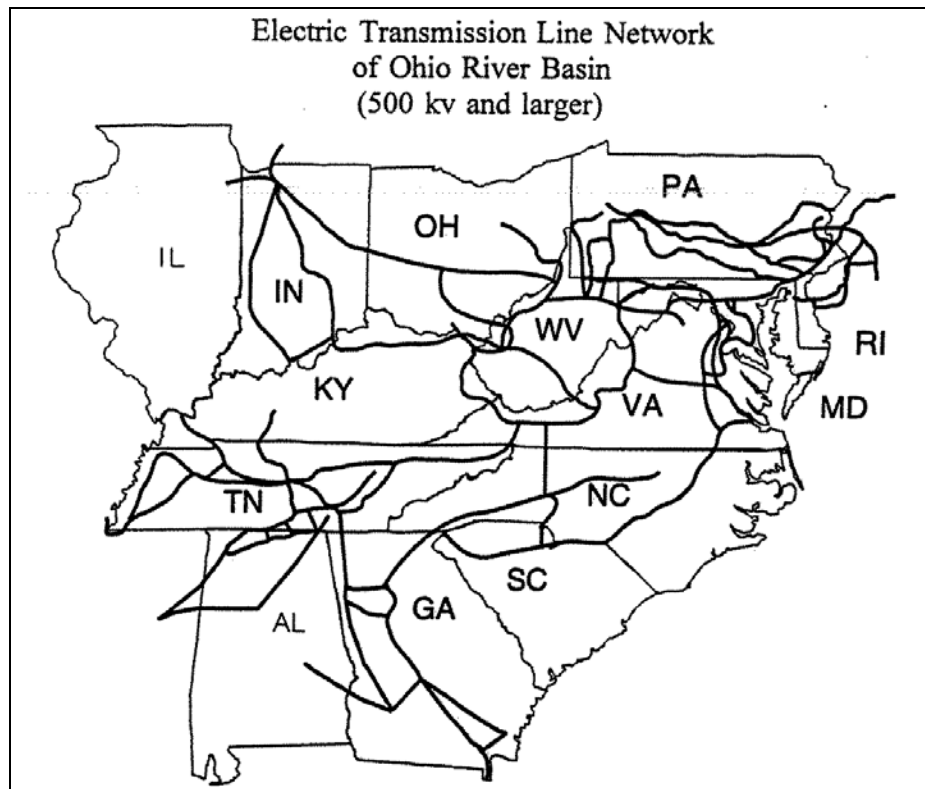 Electric Transmission Line Network
of Ohio River Basin
(500 kv and larger)
PA
OH
IL
IN
WV
RI
KY
VA
MD
TN
NC
SC
GA
AL